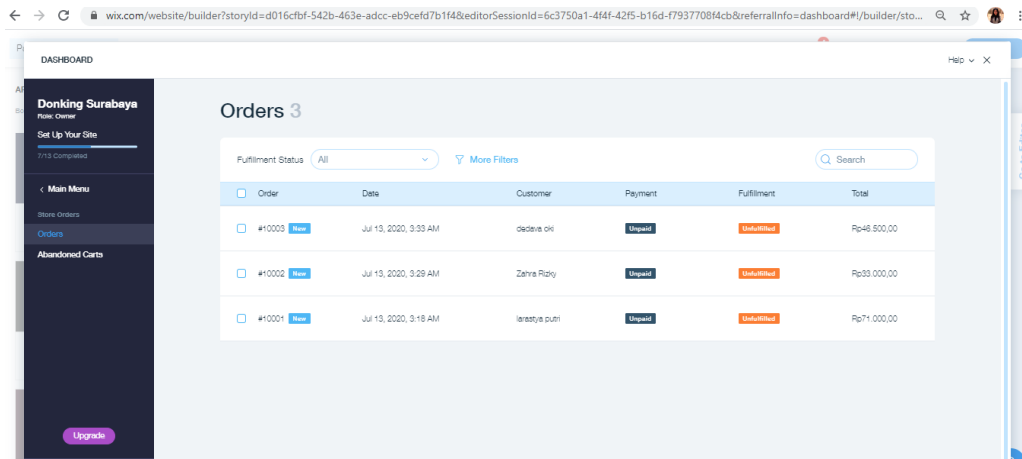 wix.com/website/builder?storyId=d016cfbf-542b-463e-adcc-eb9cefd7b1f4&editorSessionId=6c3750a1-4f4f-42f5-b16d-f7937708f4cb&referralInfo=dashboard#!/builder/sto...
DASHBOARD
Help
Donking Surabaya
Role: Owner
Set Up Your Site
7/13 Completed
< Main Menu
Store Orders
Orders
Abandoned Carts
Upgrade
Orders 3
Fulfillment Status All More Filters Search
Order Date Customer Payment Fulfillment Total
#10003 New Jul 13, 2020, 3:33 AM dedava oki Unpaid Unfulfilled Rp46.500,00
#10002 New Jul 13, 2020, 3:29 AM Zahra Rizky Unpaid Unfulfilled Rp33.000,00
#10001 New Jul 13, 2020, 3:18 AM larastya putri Unpaid Unfulfilled Rp71.000,00